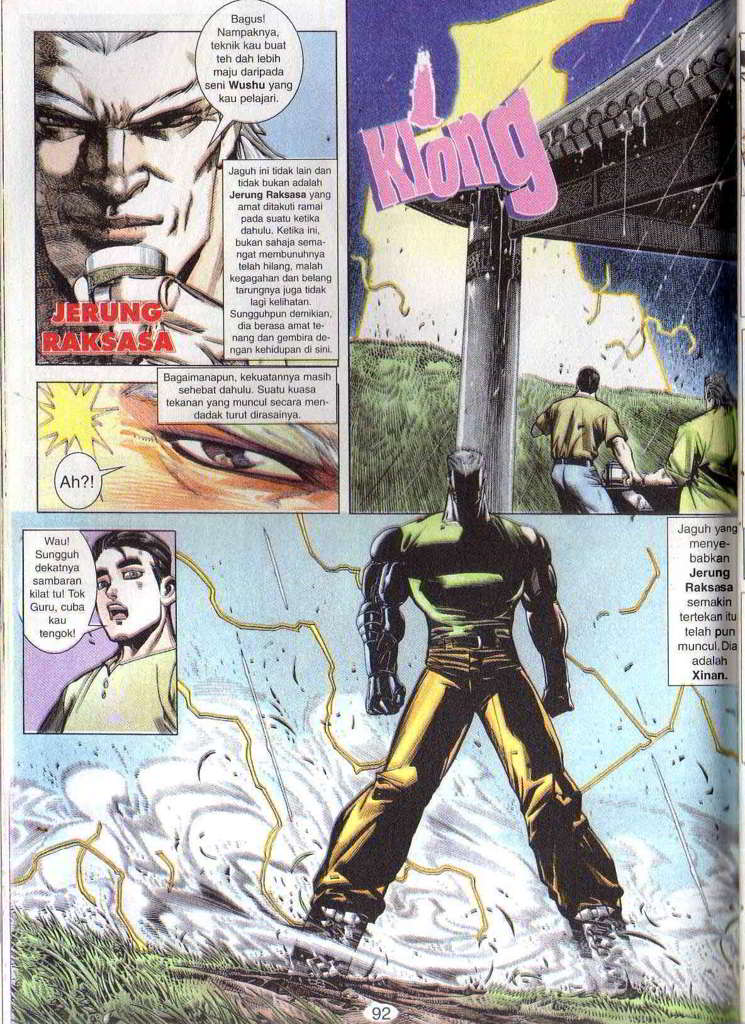 Bagus!
Nampaknya,
teknik kau buat
teh dah lebih
maju daripada
seni Wushu yang
kau pelajari.
Jaguh ini tidak lain dan
tidak bukan adalah
Jerung Raksasa yang
amat ditakuti ramai
pada suatu ketika
dahulu. Ketika ini,
bukan sahaja sema-
ngat membunuhnya
telah hilang, malah
kegagahan dan belang
tarungnya juga tidak
lagi kelihatan.
Sungguhpun demikian,
dia berasa amat te-
nang dan gembira de-
ngan kehidupan di sini.
JERUNG
RAKSASA
Klong
Bagaimanapun, kekuatannya masih
sehebat dahulu. Suatu kuasa
tekanan yang muncul secara men-
dadak turut dirasainya.
Ah?!
Wau!
Sungguh
dekatnya
sambaran
kilat tu! Tok
Guru, cuba
kau
tengok!
Jaguh yang
menye-
babkan
Jerung
Raksasa
semakin
tertekan itu
telah pun
muncul. Dia
adalah
Xinan.
92